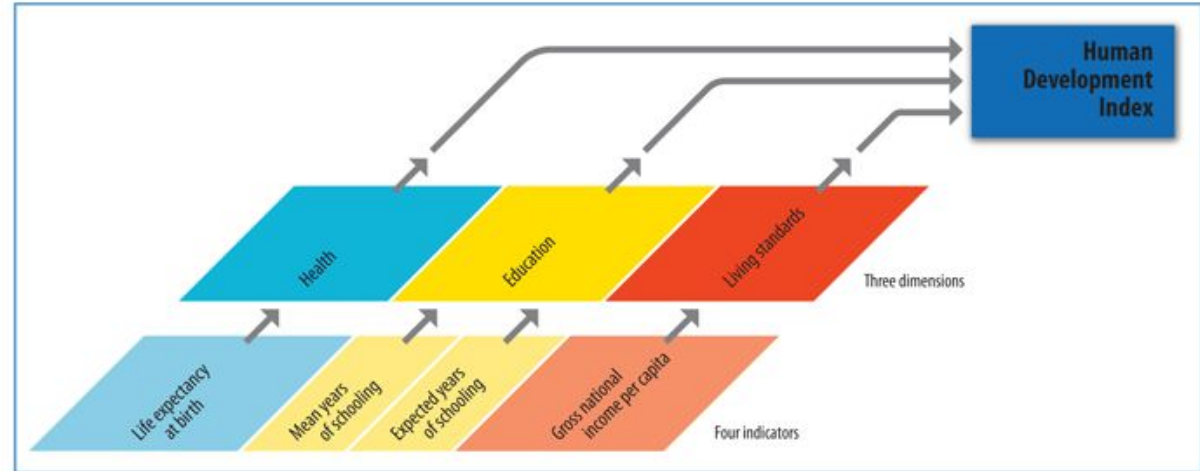 Human
Development
Index
Health
Education
Living standards
Three dimensions
Life expectancy
at birth
Mean years
of schooling
Expected years
of schooling
Gross national
income per capita
Four indicators